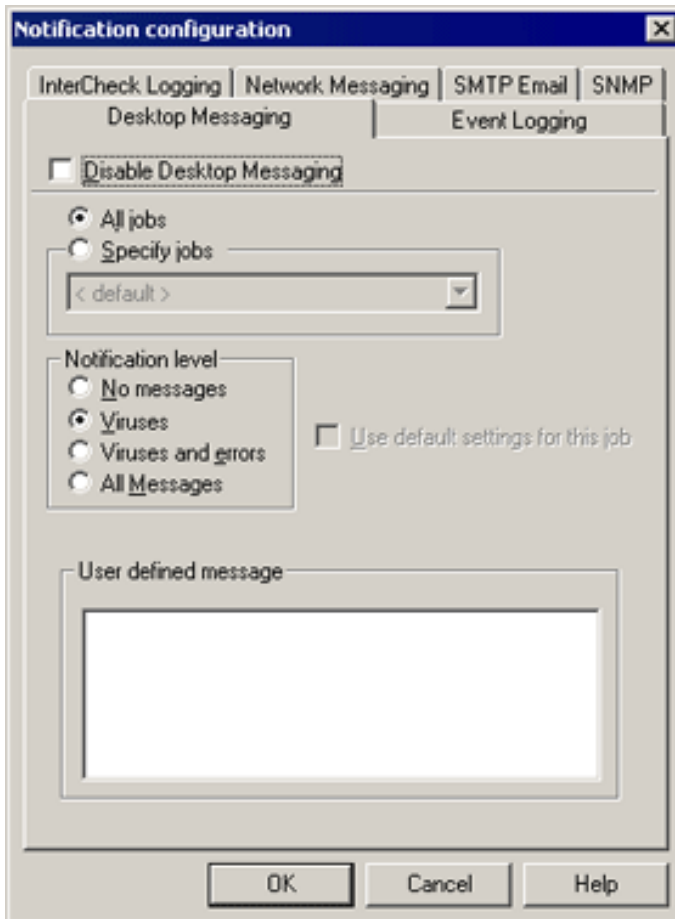 Notification configuration
InterCheck Logging Network Messaging SMTP Email SNMP
Desktop Messaging Event Logging
Disable Desktop Messaging
All jobs
Specify jobs
< default >
Notification level
No messages
Viruses
Viruses and errors
All Messages
Use default settings for this job
User defined message
OK Cancel Help